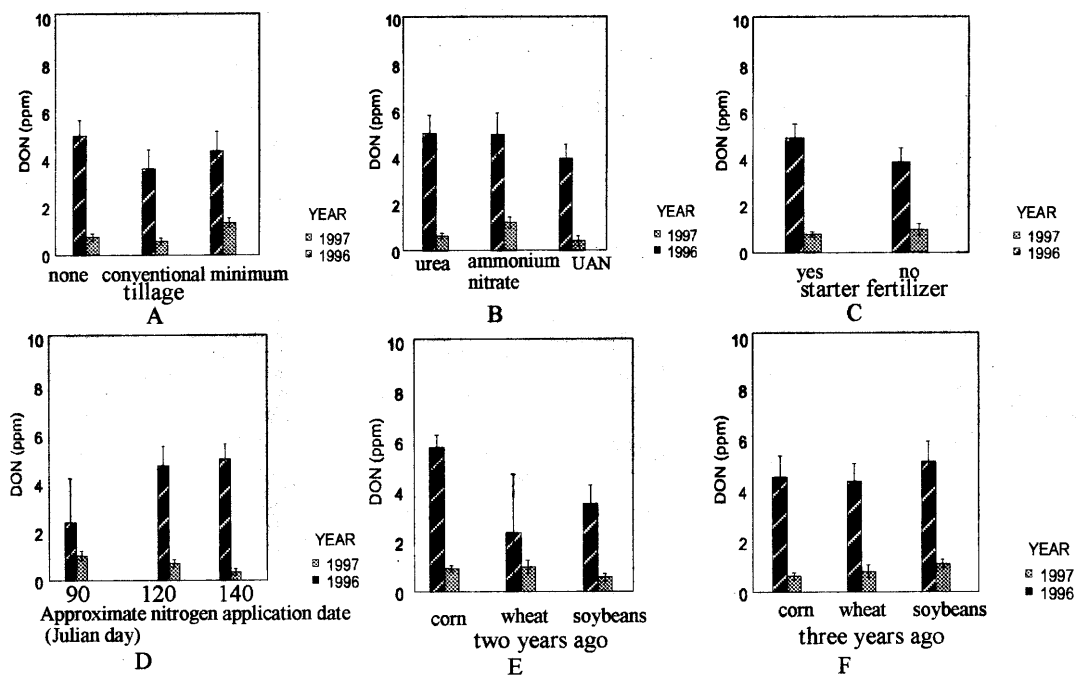 10
8
6
4
2
0
DON (ppm)
none conventional minimum
tillage
A
YEAR
1997
1996
10
8
6
4
2
0
DON (ppm)
urea ammonium nitrate UAN
B
YEAR
1997
1996
10
8
6
4
2
0
DON (ppm)
yes no
starter fertilizer
C
YEAR
1997
1996
10
8
6
4
2
0
DON (ppm)
90 120 140
Approximate nitrogen application date
(Julian day)
D
YEAR
1997
1996
10
8
6
4
2
0
DON (ppm)
corn wheat soybeans
two years ago
E
YEAR
1997
1996
10
8
6
4
2
0
DON (ppm)
corn wheat soybeans
three years ago
F
YEAR
1997
1996